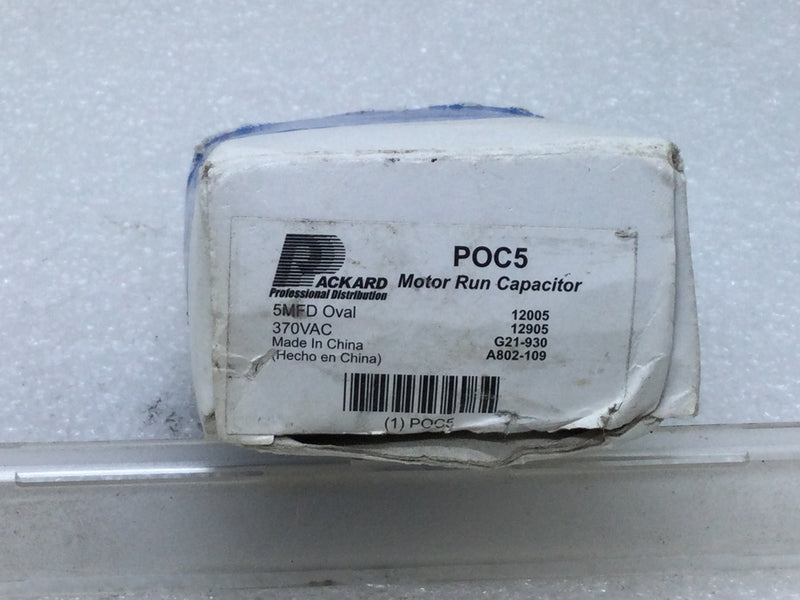 POC5
PACKARD
Professional Distribution
Motor Run Capacitor
5MFD Oval
370VAC
Made In China
(Hecho en China)
12005
12905
G21-930
A802-109
(1) POC5